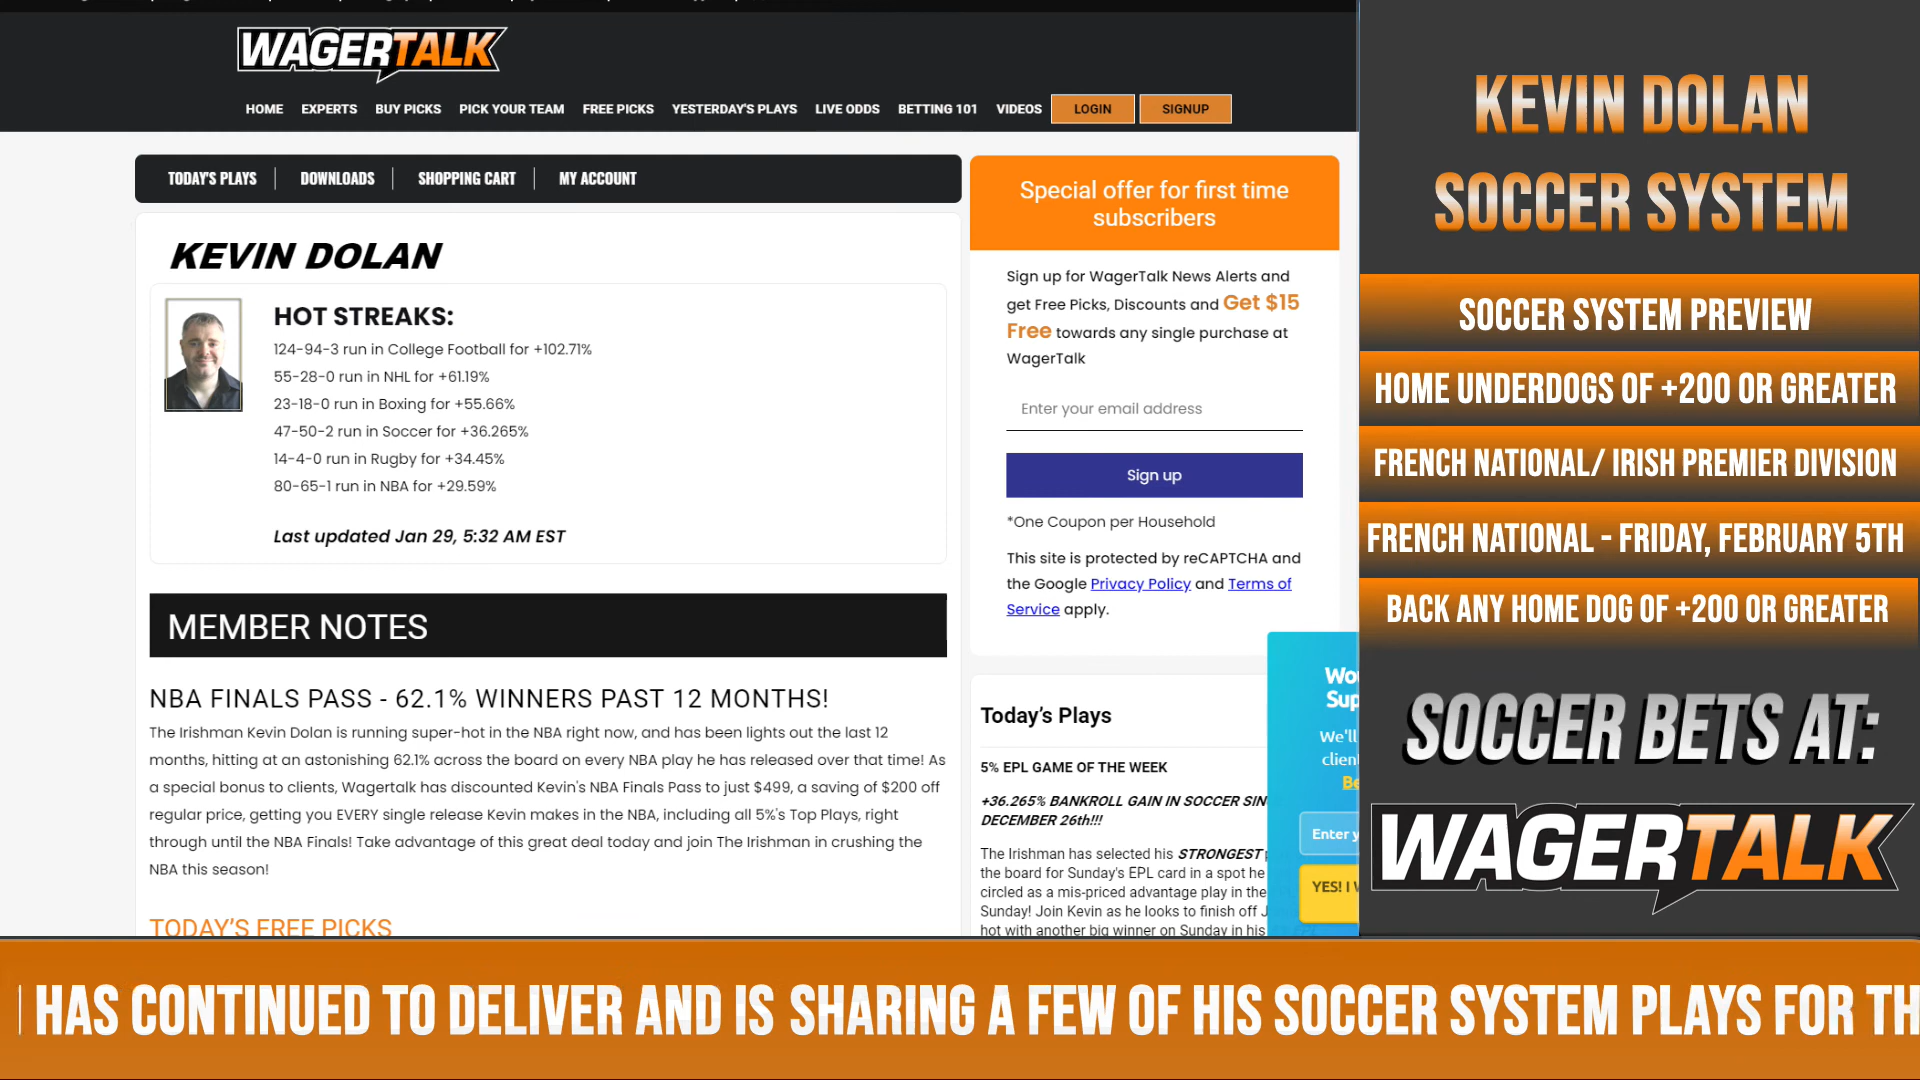 WAGERTALK
HOME EXPERTS BUY PICKS PICK YOUR TEAM FREE PICKS YESTERDAY'S PLAYS LIVE ODDS BETTING 101 VIDEOS LOGIN SIGNUP
TODAY'S PLAYS DOWNLOADS SHOPPING CART MY ACCOUNT
KEVIN DOLAN
HOT STREAKS:
124-94-3 run in College Football for +102.71%
55-28-0 run in NHL for +61.19%
23-18-0 run in Boxing for +55.66%
47-50-2 run in Soccer for +36.265%
14-4-0 run in Rugby for +34.45%
80-65-1 run in NBA for +29.59%
Last updated Jan 29, 5:32 AM EST
MEMBER NOTES
NBA FINALS PASS - 62.1% WINNERS PAST 12 MONTHS!
The Irishman Kevin Dolan is running super-hot in the NBA right now, and has been lights out the last 12
months, hitting at an astonishing 62.1% across the board on every NBA play he has released over that time! As
a special bonus to clients, Wagertalk has discounted Kevin's NBA Finals Pass to just $499, a saving of $200 off
regular price, getting you EVERY single release Kevin makes in the NBA, including all 5%'s Top Plays, right
through until the NBA Finals! Take advantage of this great deal today and join The Irishman in crushing the
NBA this season!
TODAY'S FREE PICKS
Special offer for first time
subscribers
Sign up for WagerTalk News Alerts and
get Free Picks, Discounts and Get $15
Free towards any single purchase at
WagerTalk
Enter your email address
Sign up
*One Coupon per Household
This site is protected by reCAPTCHA and
the Google Privacy Policy and Terms of
Service apply.
Today's Plays
5% EPL GAME OF THE WEEK
+36.265% BANKROLL GAIN IN SOCCER SIN
DECEMBER 26th!!!
The Irishman has selected his STRONGEST
the board for Sunday's EPL card in a spot he
circled as a mis-priced advantage play in the
Sunday! Join Kevin as he looks to finish off J
hot with another big winner on Sunday in his
Wo
Sup
We'll
clien
Be
Enter y
YES! I W
KEVIN DOLAN
SOCCER SYSTEM
SOCCER SYSTEM PREVIEW
HOME UNDERDOGS OF +200 OR GREATER
FRENCH NATIONAL/ IRISH PREMIER DIVISION
FRENCH NATIONAL - FRIDAY, FEBRUARY 5TH
BACK ANY HOME DOG OF +200 OR GREATER
SOCCER BETS AT:
WAGERTALK
HAS CONTINUED TO DELIVER AND IS SHARING A FEW OF HIS SOCCER SYSTEM PLAYS FOR TH